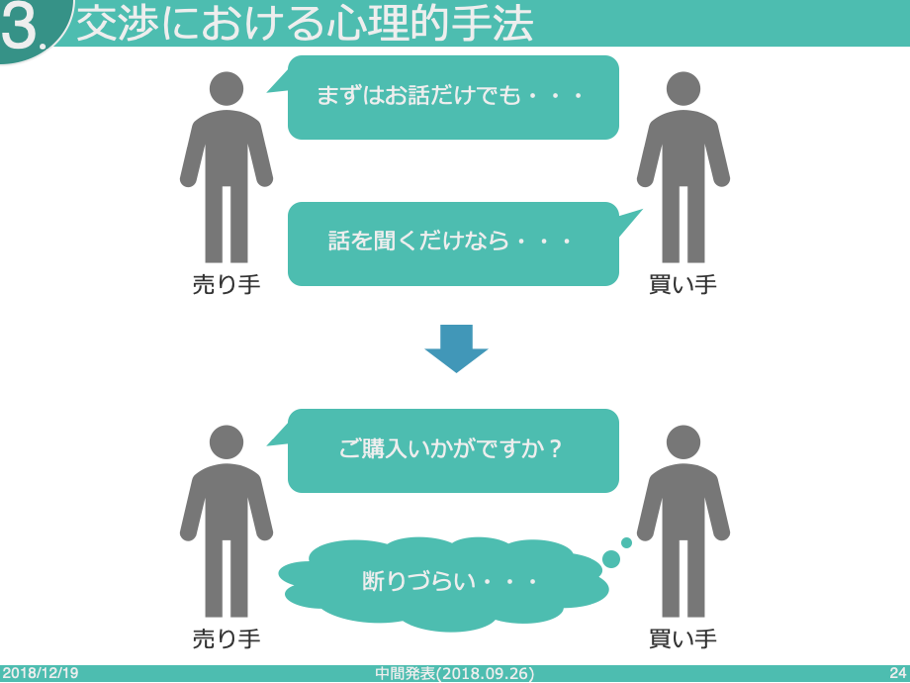 3.
交渉における心理的手法
まずはお話だけでも・・・
話を聞くだけなら・・・
売り手
買い手
ご購入いかがですか？
断りづらい・・・
売り手
買い手
2018/12/19
中間発表(2018.09.26)
24